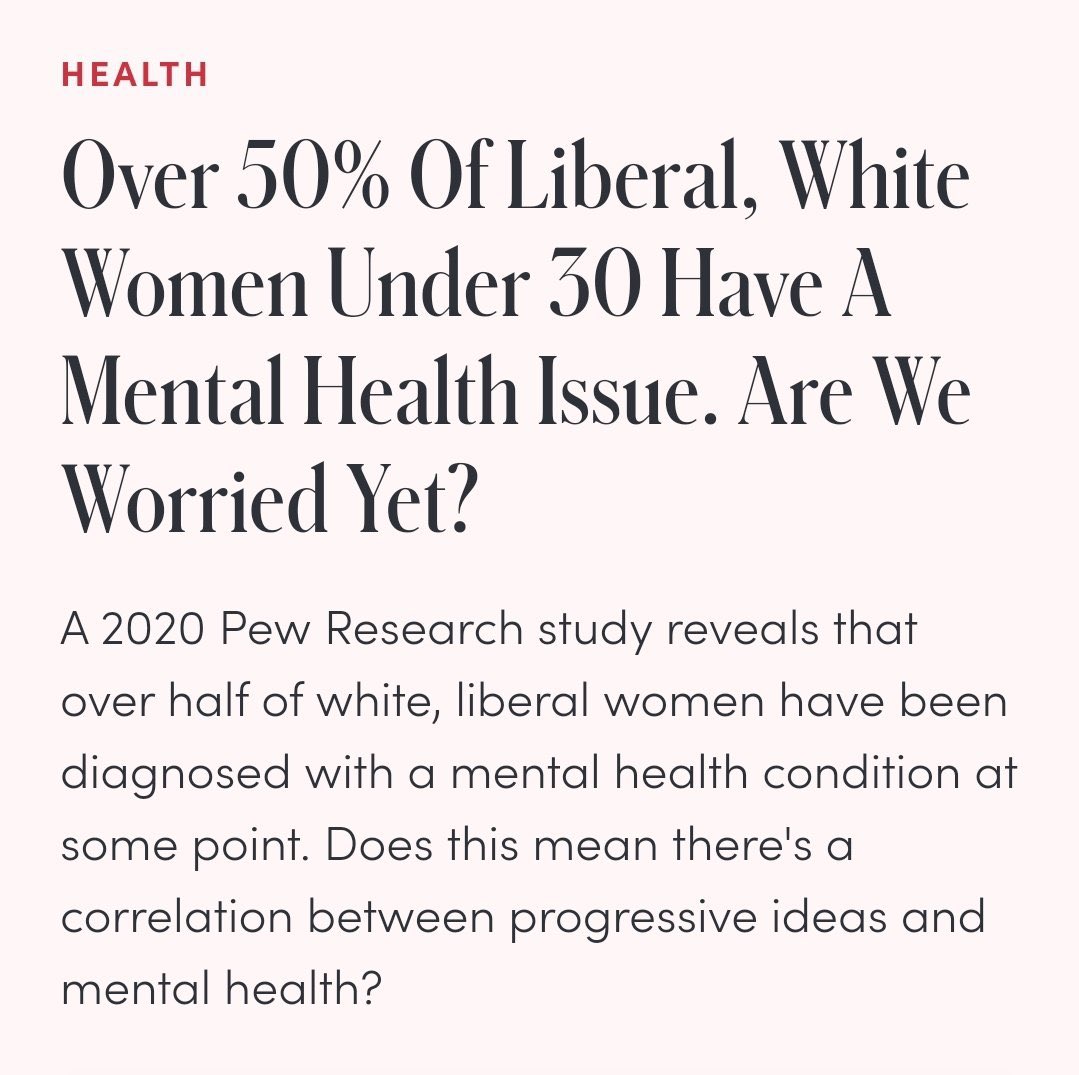 HEALTH
Over 50% Of Liberal, White
Women Under 30 Have A
Mental Health Issue. Are We
Worried Yet?
A 2020 Pew Research study reveals that
over half of white, liberal women have been
diagnosed with a mental health condition at
some point. Does this mean there's a
correlation between progressive ideas and
mental health?